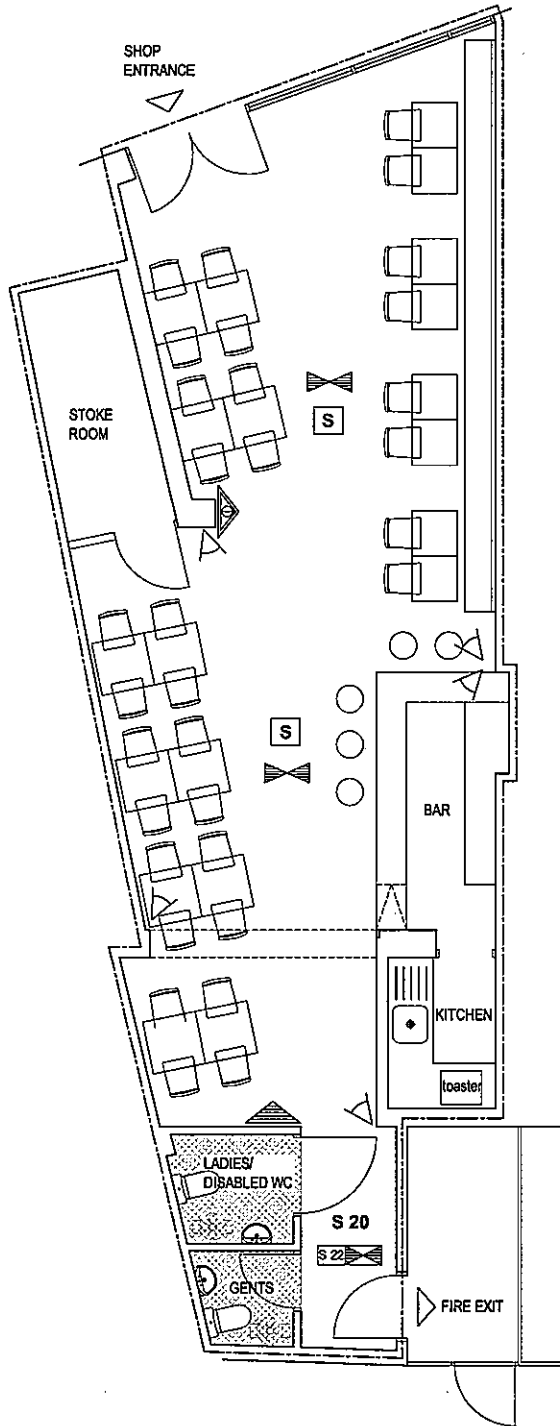 SHOP
ENTRANCE
STOKE
ROOM
S
S
BAR
KITCHEN
toaster
LADIES/
DISABLED WC
S 20
S 22
GENTS
FIRE EXIT